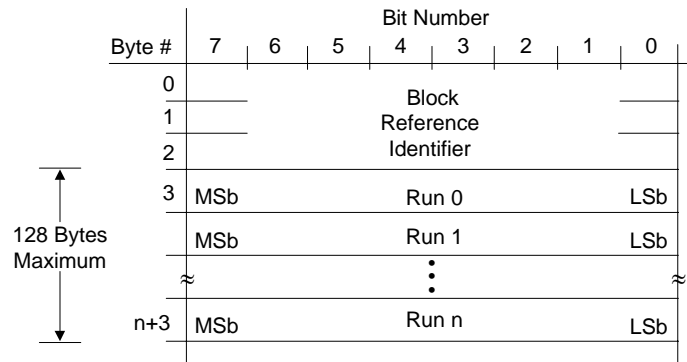 Bit Number
Byte # 7 6 5 4 3 2 1 0
0
Block
1
Reference
2
Identifier
3 MSb Run 0 LSb
MSb Run 1 LSb
128 Bytes
Maximum
n+3 MSb Run n LSb